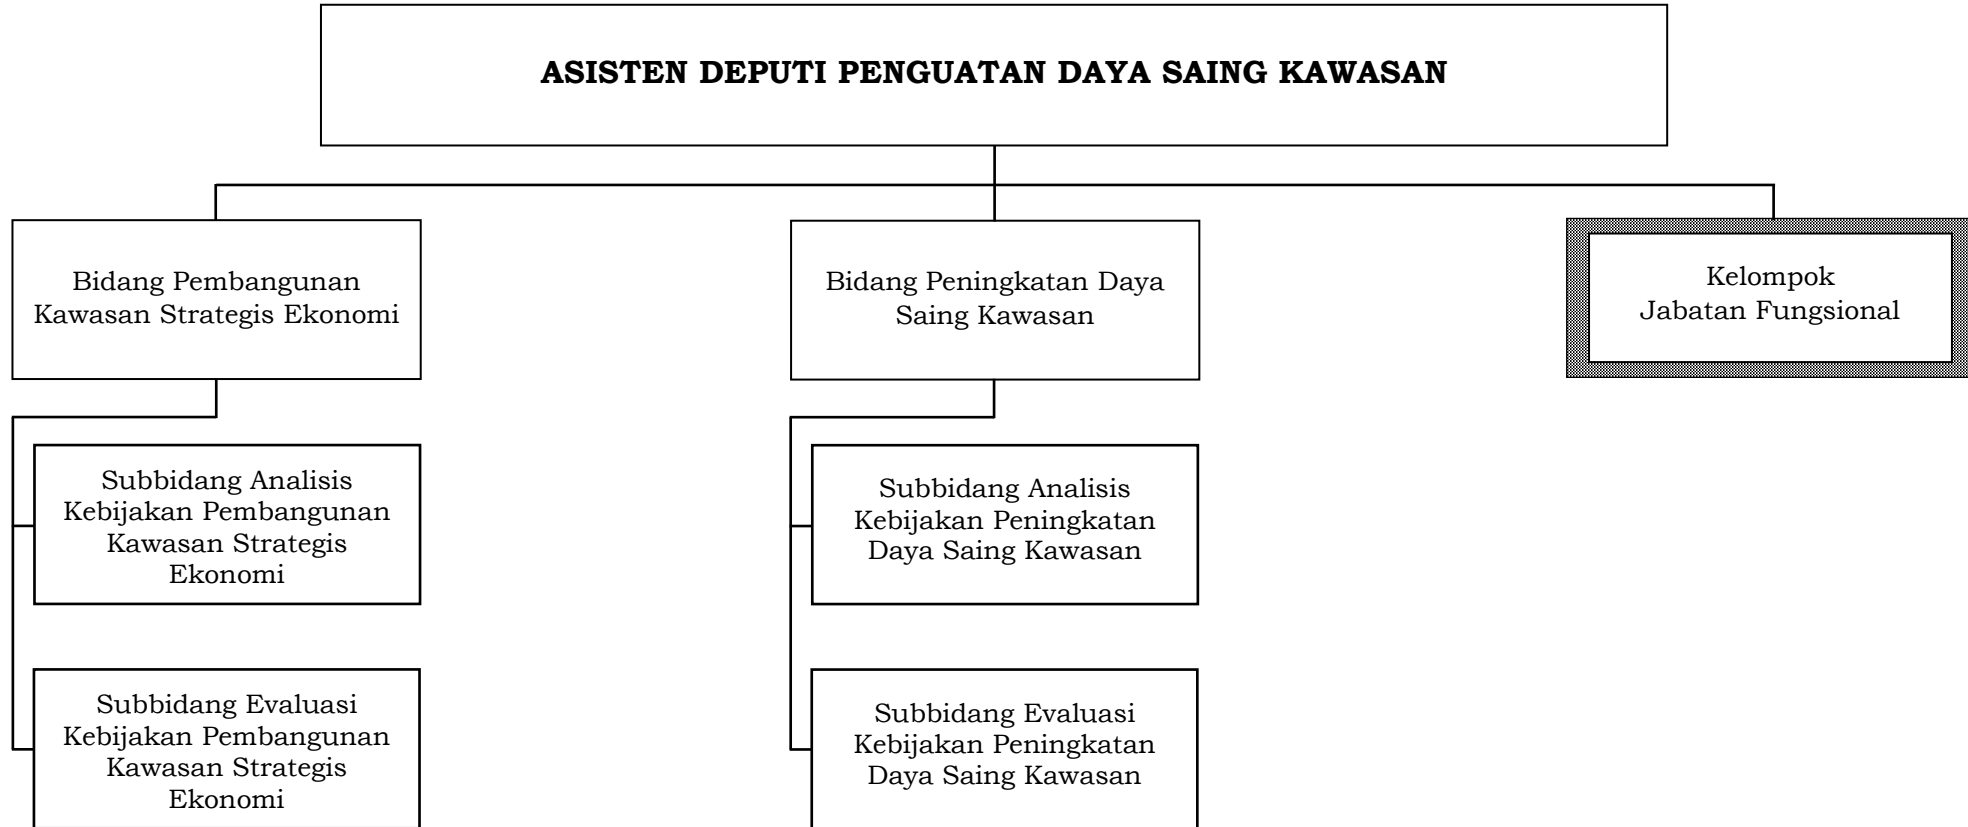 ASISTEN DEPUTI PENGUATAN DAYA SAING KAWASAN
Bidang Pembangunan
Kawasan Strategis Ekonomi
Bidang Peningkatan Daya
Saing Kawasan
Kelompok
Jabatan Fungsional
Subbidang Analisis
Kebijakan Pembangunan
Kawasan Strategis
Ekonomi
Subbidang Analisis
Kebijakan Peningkatan
Daya Saing Kawasan
Subbidang Evaluasi
Kebijakan Pembangunan
Kawasan Strategis
Ekonomi
Subbidang Evaluasi
Kebijakan Peningkatan
Daya Saing Kawasan